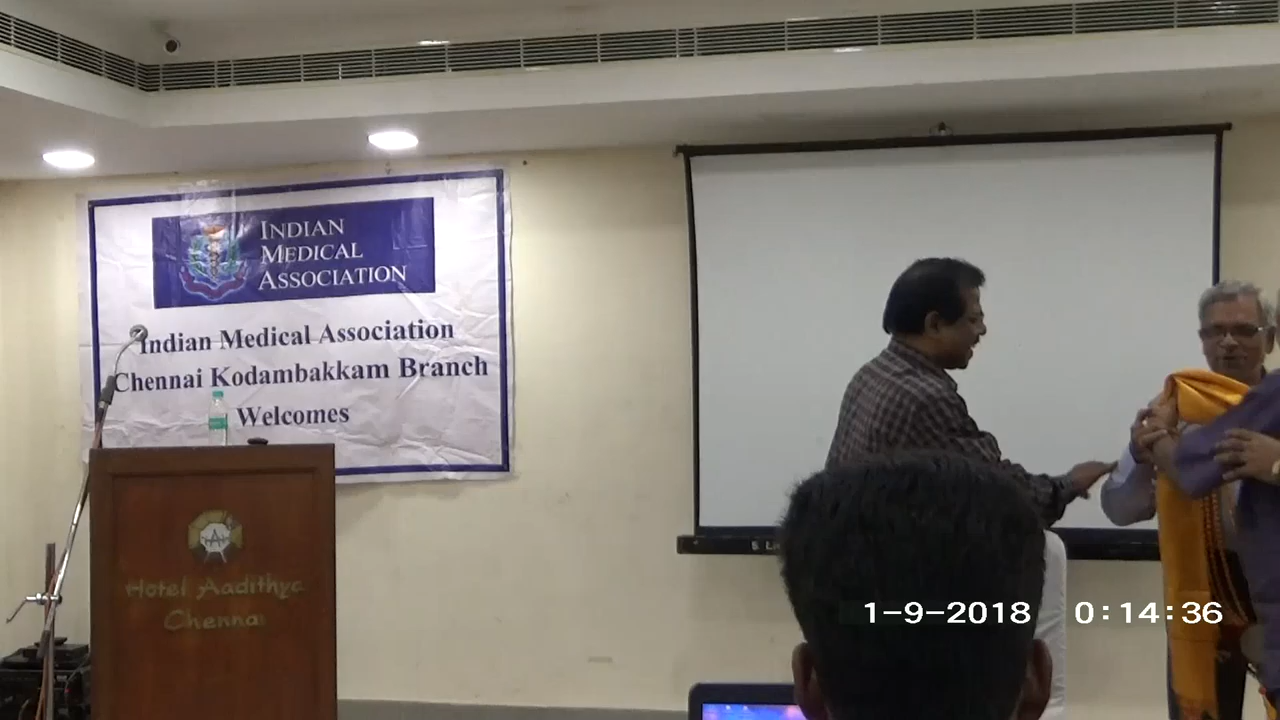 INDIAN
MEDICAL
ASSOCIATION
Indian Medical Association
Chennai Kodambakkam Branch
Welcomes
Hotel Aadithya
Chennai
1-9-2018 0:14:36